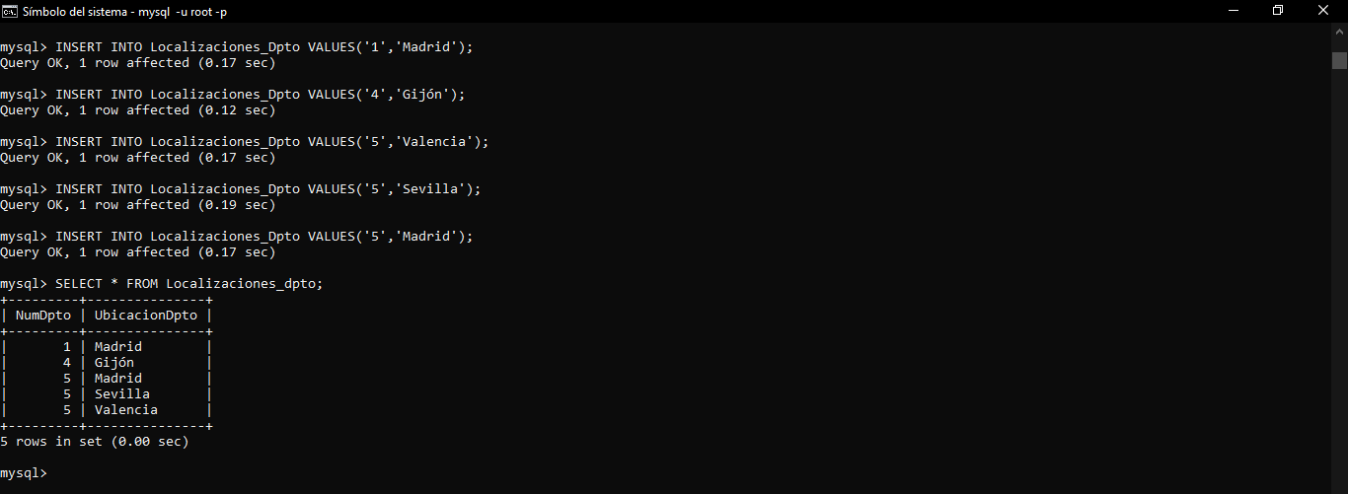 Símbolo del sistema - mysql  -u root -p
mysql> INSERT INTO Localizaciones_Dpto VALUES('1','Madrid');
Query OK, 1 row affected (0.17 sec)
mysql> INSERT INTO Localizaciones_Dpto VALUES('4','Gijón');
Query OK, 1 row affected (0.12 sec)
mysql> INSERT INTO Localizaciones_Dpto VALUES('5','Valencia');
Query OK, 1 row affected (0.17 sec)
mysql> INSERT INTO Localizaciones_Dpto VALUES('5','Sevilla');
Query OK, 1 row affected (0.19 sec)
mysql> INSERT INTO Localizaciones_Dpto VALUES('5','Madrid');
Query OK, 1 row affected (0.17 sec)
mysql> SELECT * FROM Localizaciones_dpto;
+---------+---------------+
| NumDpto | UbicacionDpto |
+---------+---------------+
|       1 | Madrid        |
|       4 | Gijón         |
|       5 | Madrid        |
|       5 | Sevilla       |
|       5 | Valencia      |
+---------+---------------+
5 rows in set (0.00 sec)
mysql>